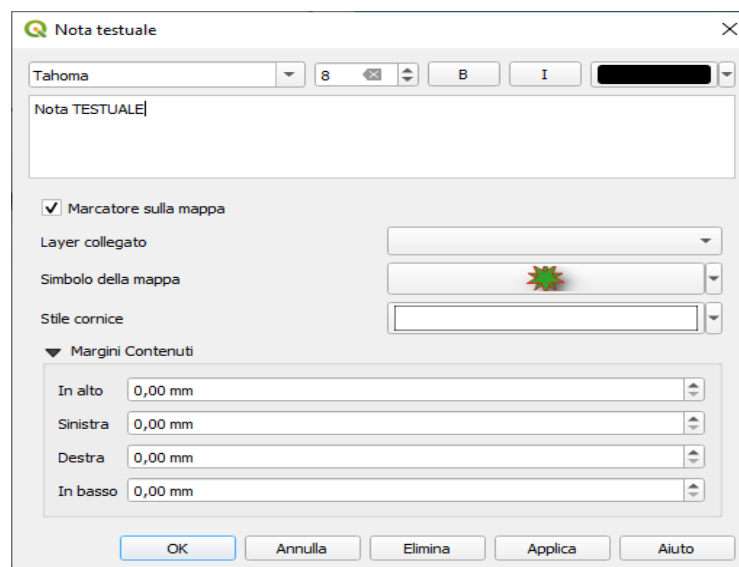 Nota testuale
Tahoma 8 B I
Nota TESTUALE
Marcatore sulla mappa
Layer collegato
Simbolo della mappa
Stile cornice
Margini Contenuti
In alto 0,00 mm
Sinistra 0,00 mm
Destra 0,00 mm
In basso 0,00 mm
OK Annulla Elimina Applica Aiuto